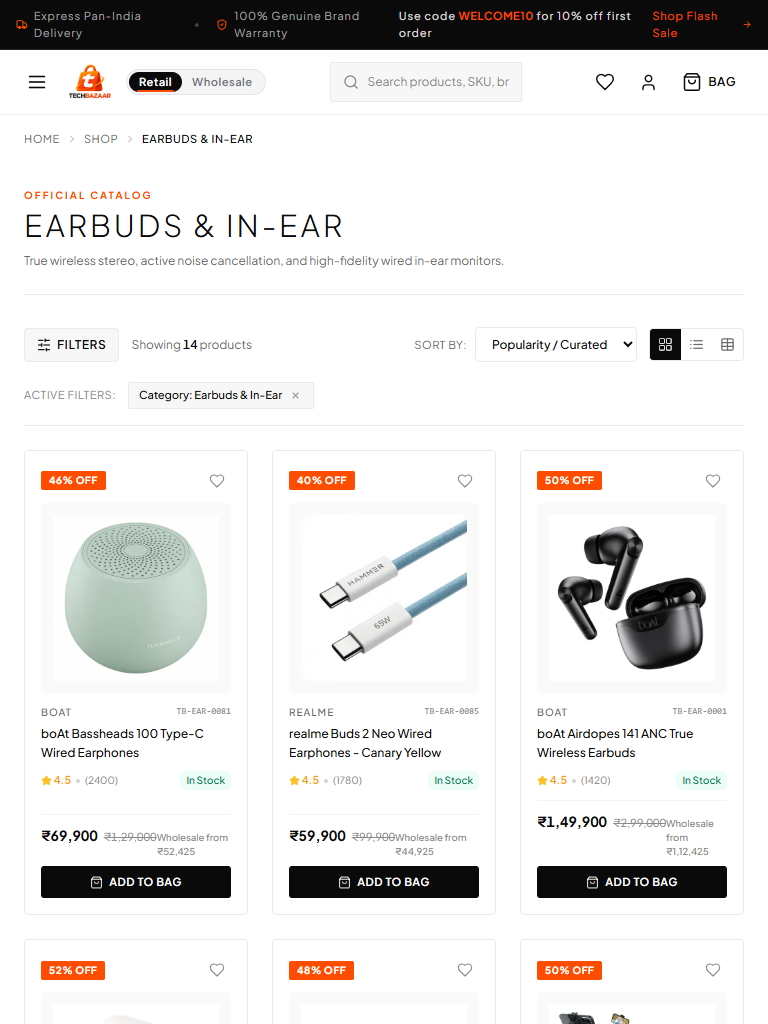 Express Pan-India Delivery
100% Genuine Brand Warranty
Use code WELCOME10 for 10% off first order
Shop Flash Sale →
TECHBAZAAR
Retail Wholesale
Search products, SKU, br
BAG
HOME > SHOP > EARBUDS & IN-EAR
OFFICIAL CATALOG
EARBUDS & IN-EAR
True wireless stereo, active noise cancellation, and high-fidelity wired in-ear monitors.
FILTERS Showing 14 products SORT BY: Popularity / Curated
ACTIVE FILTERS: Category: Earbuds & In-Ear ×
46% OFF
HAMMER
BOAT TB-EAR-0081
boAt Bassheads 100 Type-C
Wired Earphones
4.5 • (2400) In Stock
₹69,900 ₹1,29,000 Wholesale from
₹52,425
ADD TO BAG
40% OFF
HAMMER
65W
REALME TB-EAR-0085
realme Buds 2 Neo Wired
Earphones - Canary Yellow
4.5 • (1780) In Stock
₹59,900 ₹99,900 Wholesale from
₹44,925
ADD TO BAG
50% OFF
boAt
BOAT TB-EAR-0001
boAt Airdopes 141 ANC True
Wireless Earbuds
4.5 • (1420) In Stock
₹1,49,900 ₹2,99,000 Wholesale
from
₹1,12,425
ADD TO BAG
52% OFF
48% OFF
50% OFF